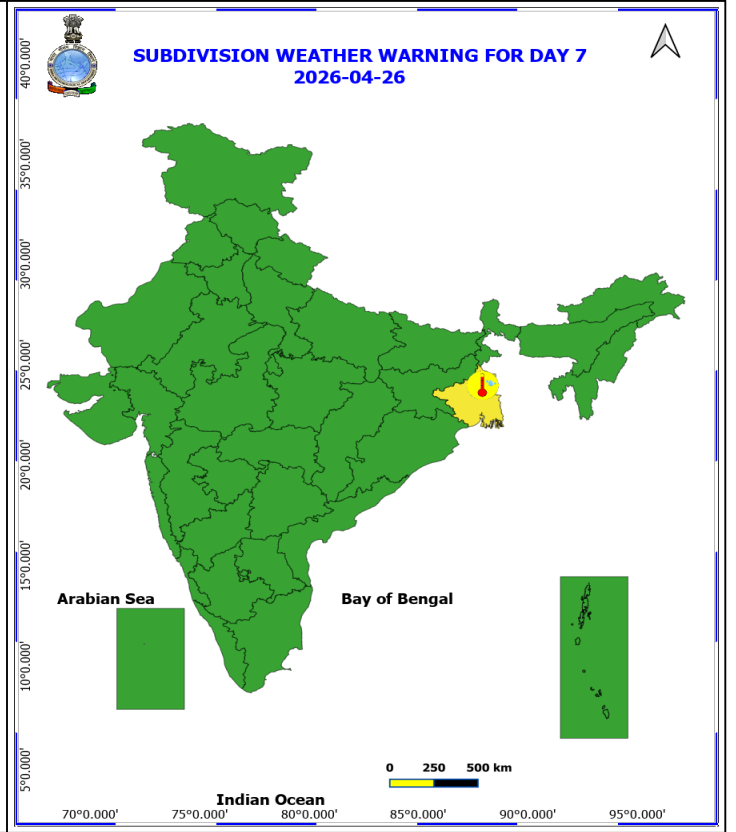 SUBDIVISION WEATHER WARNING FOR DAY 7
2026-04-26
40°0.000'
35°0.000'
30°0.000'
25°0.000'
20°0.000'
15°0.000'
10°0.000'
5°0.000'
Arabian Sea
Bay of Bengal
0 250 500 km
Indian Ocean
70°0.000' 75°0.000' 80°0.000' 85°0.000' 90°0.000' 95°0.000'